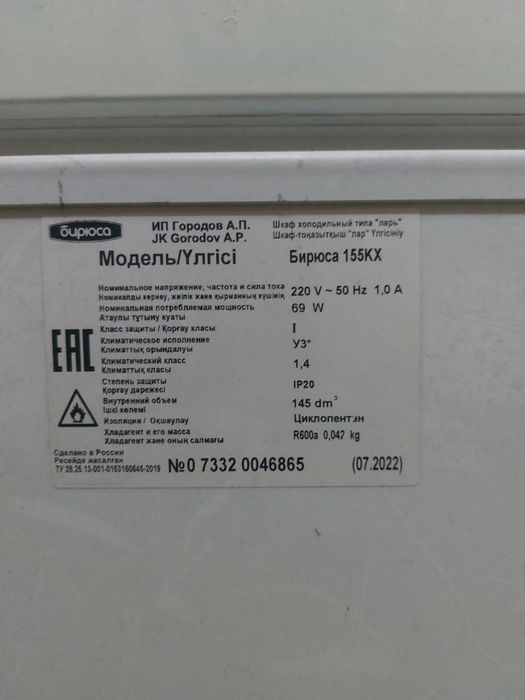 бирюса
ИП Городов А.П.
JK Gorodov A.P.
Шкаф холодильный типа "ларь"
Шкаф-тоңазытқыш "лар" Үлгісінің
Модель/Үлгісі Бирюса 155KX
Номинальное напряжение, частота и сила тока 220 V ~ 50 Hz 1,0 A
Номиналды кернеу, жиілік және қырманның күшінің
Номинальная потребляемая мощность 69 W
Атаулы тұтыну қуаты
Класс защиты / Қорғау класы I
Климатическое исполнение У3*
Климаттық орындалуы
Климатический класс 1,4
Климаттық класы
Степень защиты IP20
Қорғау дәрежесі
Внутренний объем 145 dm³
Ішкі көлемі
Изоляция / Оқшаулау Циклопентан
Хладагент и его масса R600a 0,042 kg
Хладагент және оның салмағы
EAC
Сделано в России
Ресейде жасалған
ТУ 28.25.13-001-0153150645-2019 №0 7332 0046865 (07.2022)